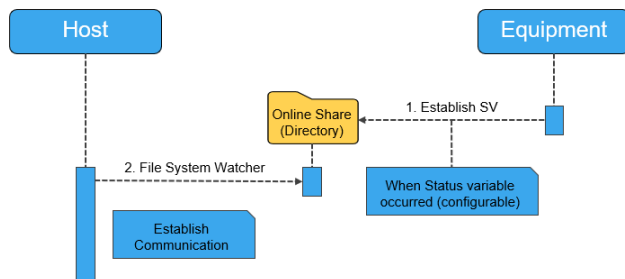 Host
Equipment
Online Share
(Directory)
1. Establish SV
2. File System Watcher
When Status variable
occurred (configurable)
Establish
Communication